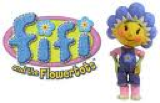 fifi
and the Flowertots